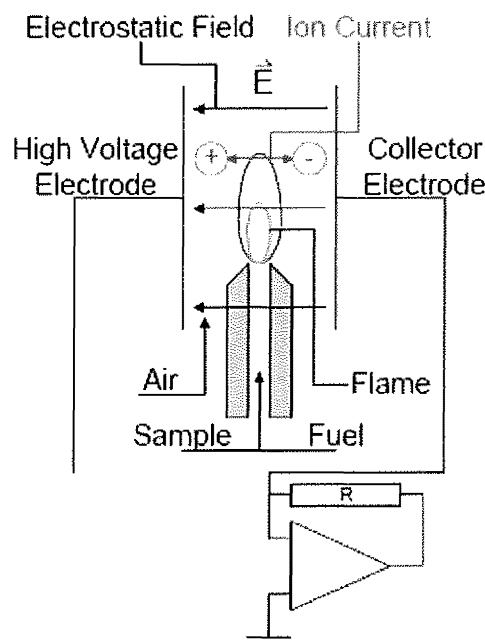 Electrostatic Field
Ion Current
E
+
-
High Voltage
Electrode
Collector
Electrode
Air
Flame
Sample
Fuel
R